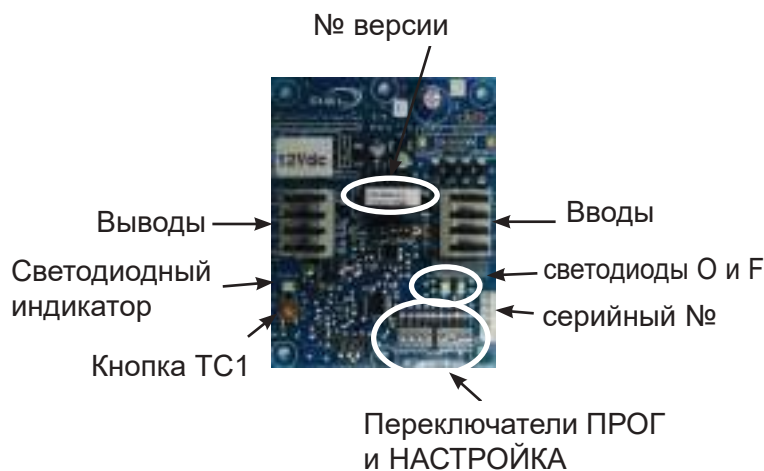 № версии
12Vdc
Выводы
Вводы
Светодиодный
индикатор
светодиоды O и F
серийный №
Кнопка TC1
Переключатели ПРОГ
и НАСТРОЙКА